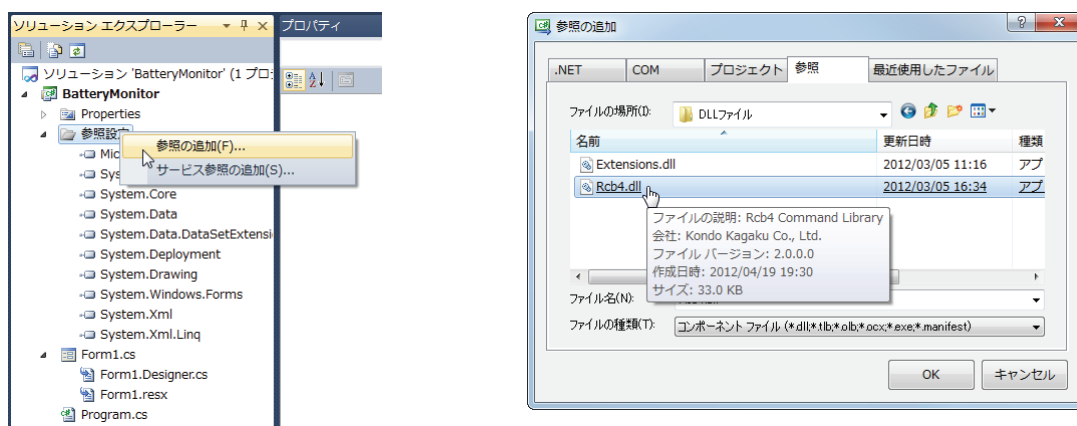 ソリューション エクスプローラー
ソリューション 'BatteryMonitor' (1 プロ
BatteryMonitor
Properties
参照設定
参照の追加(F)...
サービス参照の追加(S)...
Mic
Sys
System.Core
System.Data
System.Data.DataSetExtensi
System.Deployment
System.Drawing
System.Windows.Forms
System.Xml
System.Xml.Linq
Form1.cs
Form1.Designer.cs
Form1.resx
Program.cs
プロパティ
参照の追加
.NET
COM
プロジェクト
参照
最近使用したファイル
ファイルの場所(I):
DLLファイル
名前
更新日時
種類
Extensions.dll
2012/03/05 11:16
アプ
Rcb4.dll
2012/03/05 16:34
アプ
ファイルの説明: Rcb4 Command Library
会社: Kondo Kagaku Co., Ltd.
ファイル バージョン: 2.0.0.0
作成日時: 2012/04/19 19:30
サイズ: 33.0 KB
ファイル名(N):
ファイルの種類(T):
コンポーネント ファイル (*.dll;*.tlb;*.olb;*.ocx;*.exe;*.manifest)
OK
キャンセル